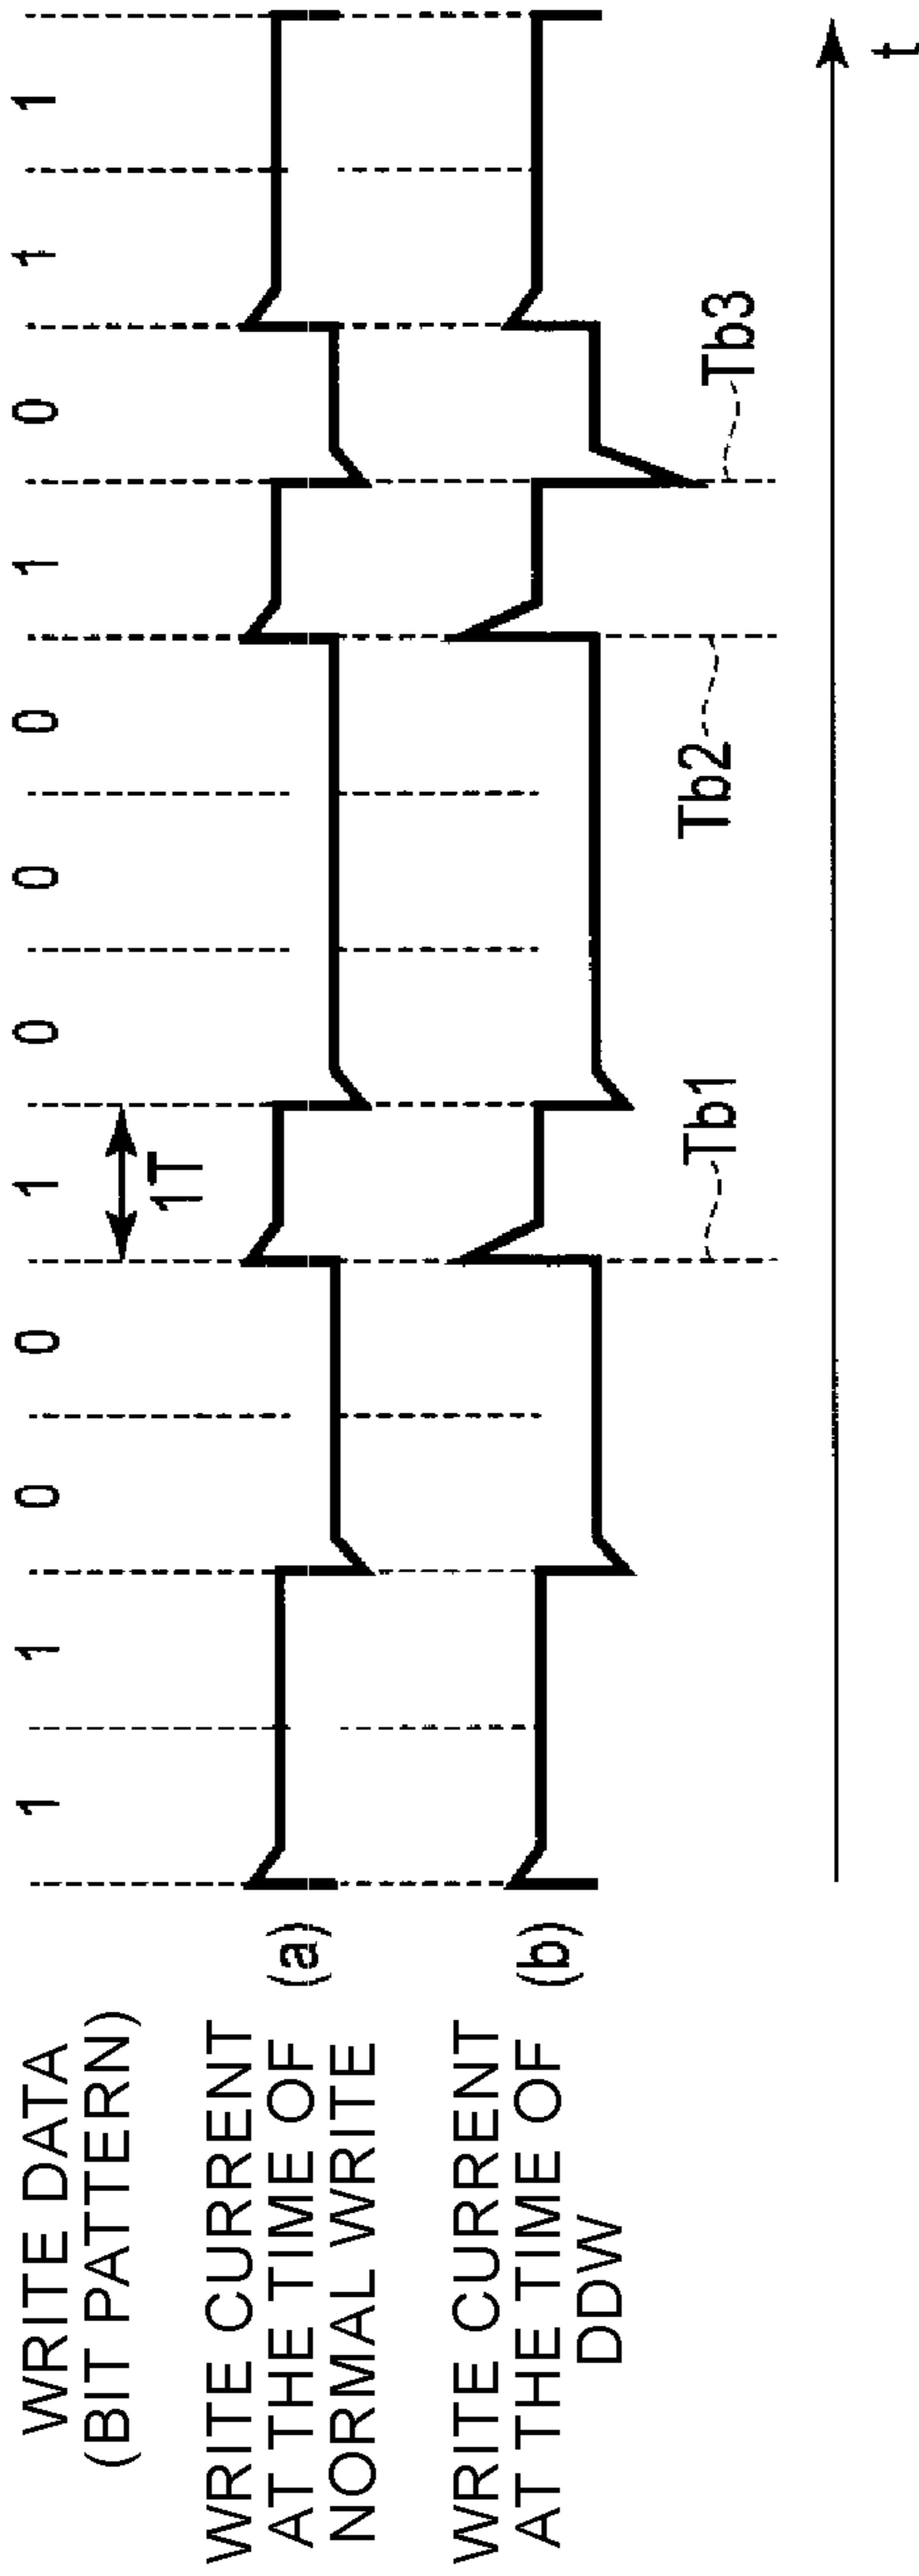 WRITE DATA
(BIT PATTERN)
1 1 0 0 1 0 0 0 1 0 1 1
1T
WRITE CURRENT
AT THE TIME OF
NORMAL WRITE
(a)
WRITE CURRENT
AT THE TIME OF
DDW
(b)
Tb1
Tb2
Tb3
t